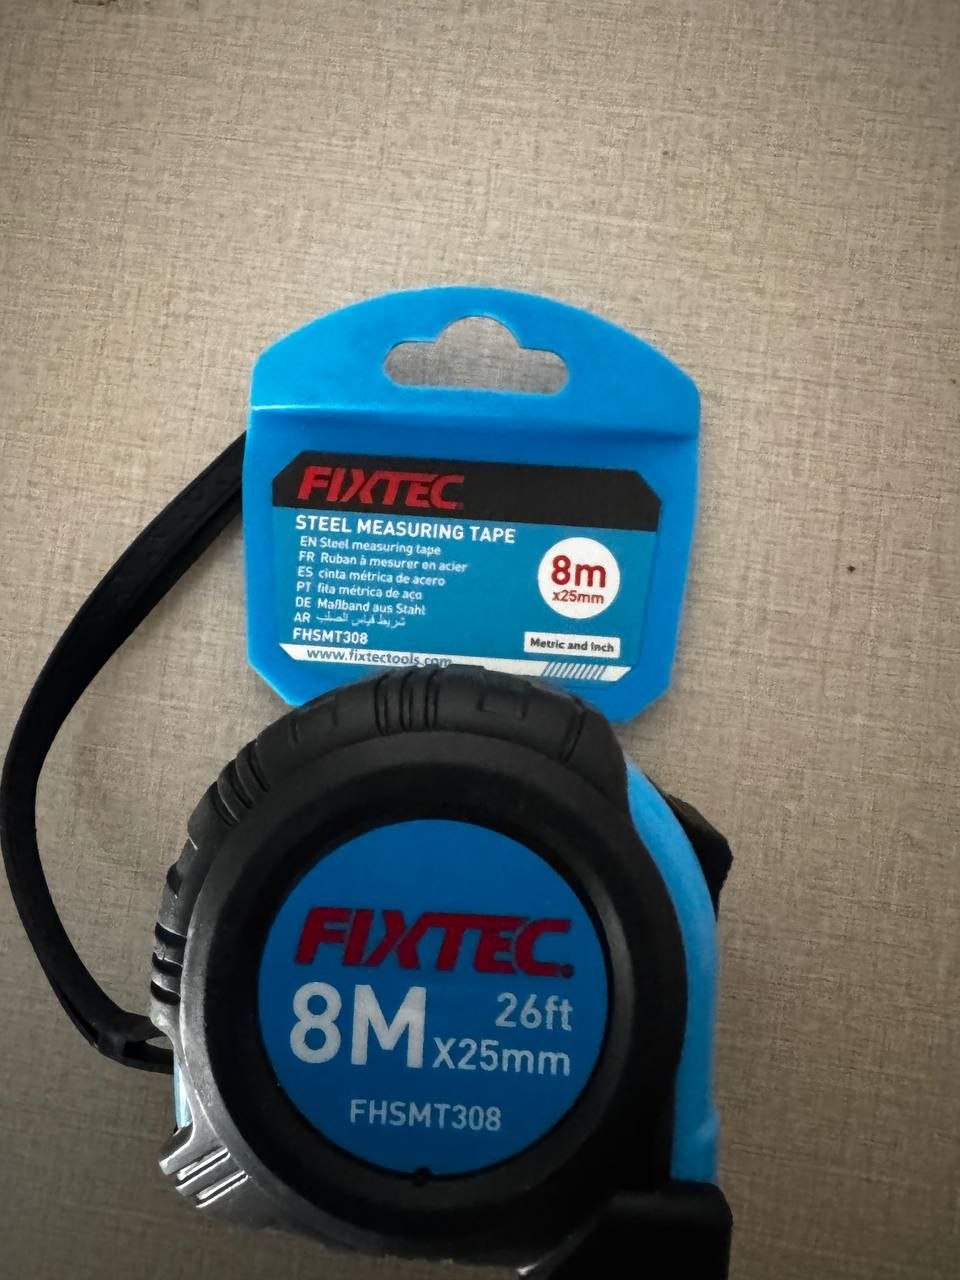 FIXTEC
STEEL MEASURING TAPE
EN Steel measuring tape
FR Ruban à mesurer en acier
ES cinta métrica de acero
PT fita métrica de aço
DE Maßband aus Stahl
AR شريط قياس الصلب
FHSMT308
www.fixtectools.com
8m
x25mm
Metric and Inch
FIXTEC
8M 26ft
X25mm
FHSMT308